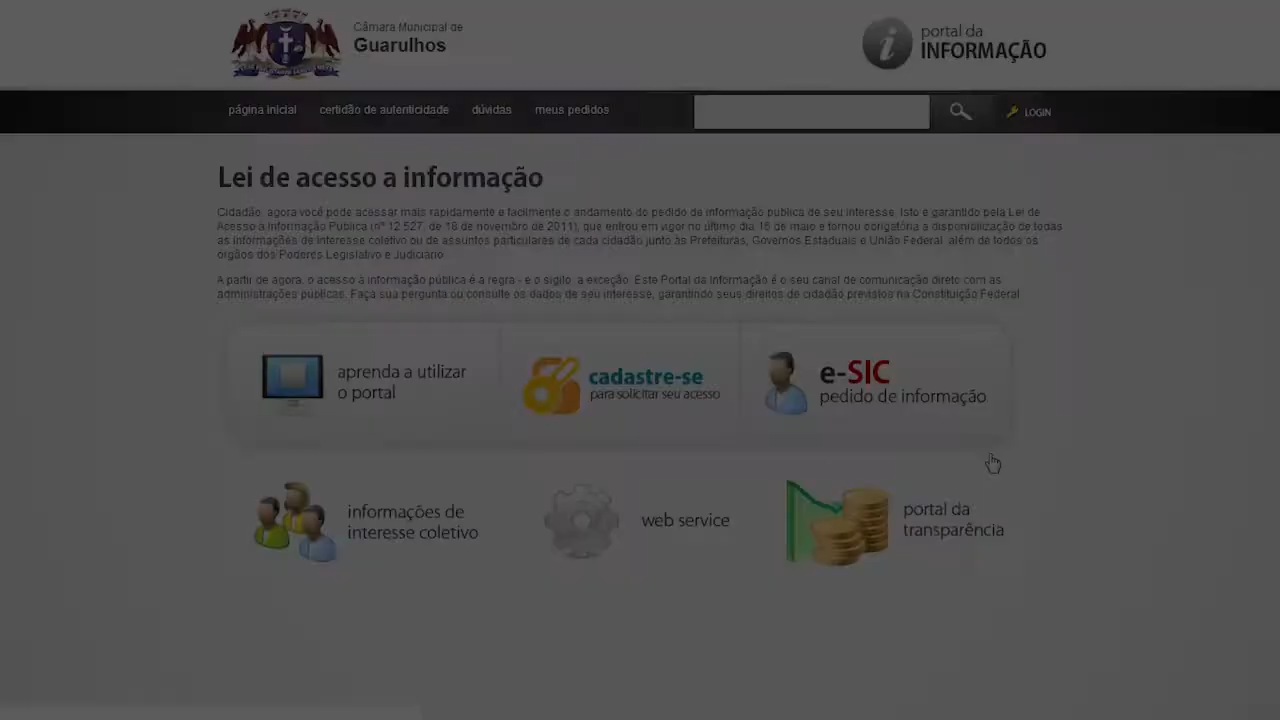 Câmara Municipal de
Guarulhos
portal da
INFORMAÇÃO
página inicial certidão de autenticidade dúvidas meus pedidos LOGIN
Lei de acesso a informação
Cidadão, agora você pode acessar mais rapidamente e facilmente o andamento do pedido de informação pública de seu interesse. Isto é garantido pela Lei de
Acesso à Informação Pública (nº 12.527, de 18 de novembro de 2011), que entrou em vigor no último dia 16 de maio e tornou obrigatória a disponibilização de todas
as informações de interesse coletivo ou de assuntos particulares de cada cidadão junto às Prefeituras, Governos Estaduais e União Federal, além de todos os
órgãos dos Poderes Legislativo e Judiciário.
A partir de agora, o acesso à informação pública é a regra - e o sigilo, a exceção. Este Portal da Informação é o seu canal de comunicação direto com as
administrações públicas. Faça sua pergunta ou consulte os dados de seu interesse, garantindo seus direitos de cidadão previstos na Constituição Federal.
aprenda a utilizar
o portal
cadastre-se
para solicitar seu acesso
e-SIC
pedido de informação
informações de
interesse coletivo
web service
portal da
transparência